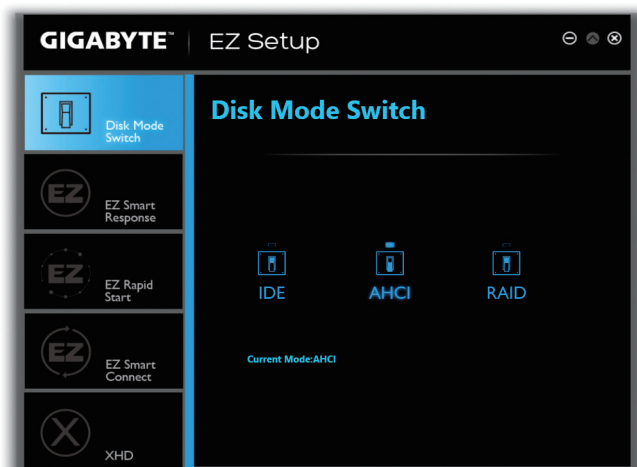 GIGABYTE™ EZ Setup
Disk Mode
Switch
Disk Mode Switch
EZ
EZ Smart
Response
EZ
EZ Rapid
Start
IDE AHCI RAID
EZ
EZ Smart
Connect
Current Mode:AHCI
X
XHD